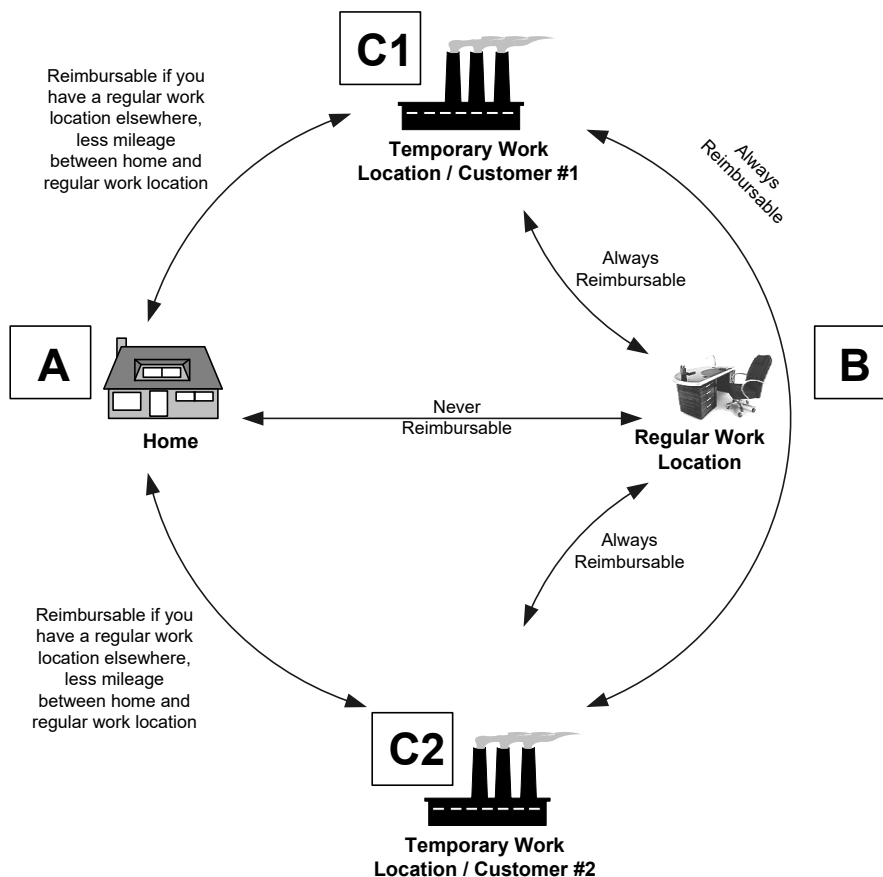 C1
Reimbursable if you
have a regular work
location elsewhere,
less mileage
between home and
regular work location
Temporary Work
Location / Customer #1
Always
Reimbursable
Always
Reimbursable
A
B
Home
Never
Reimbursable
Regular Work
Location
Always
Reimbursable
Reimbursable if you
have a regular work
location elsewhere,
less mileage
between home and
regular work location
C2
Temporary Work
Location / Customer #2